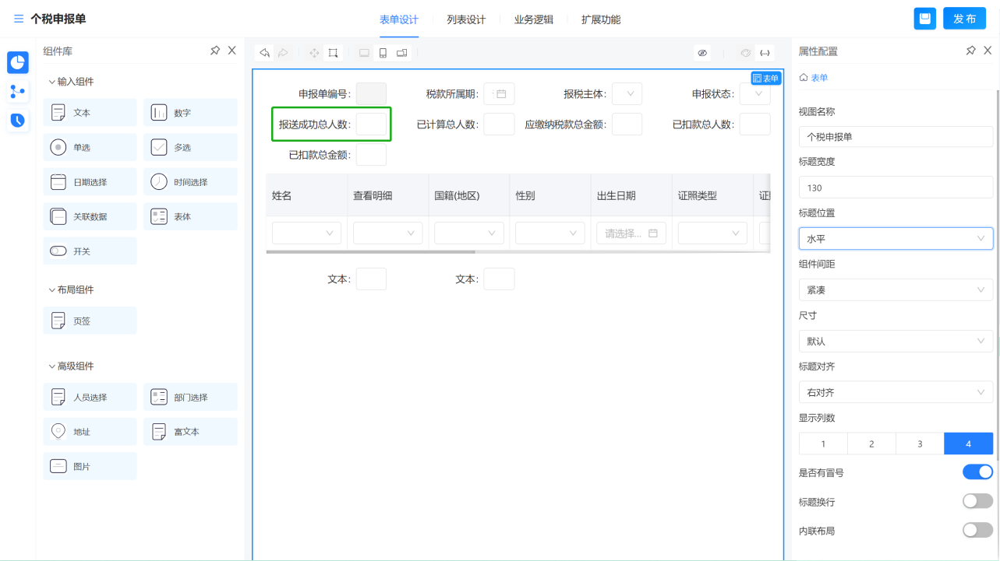 个税申报单
表单设计
列表设计
业务逻辑
扩展功能
发布
组件库
输入组件
文本
数字
单选
多选
日期选择
时间选择
关联数据
表体
开关
布局组件
页签
高级组件
人员选择
部门选择
地址
富文本
图片
表单
申报单编号:
税款所属期:
报税主体:
申报状态:
报送成功总人数:
已计算总人数:
应缴纳税款总金额:
已扣款总人数:
已扣款总金额:
姓名 查看明细 国籍(地区) 性别 出生日期 证照类型
请选择...
文本:
文本:
属性配置
表单
视图名称
个税申报单
标题宽度
130
标题位置
水平
组件间距
紧凑
尺寸
默认
标题对齐
右对齐
显示列数
1 2 3 4
是否有冒号
标题换行
内联布局